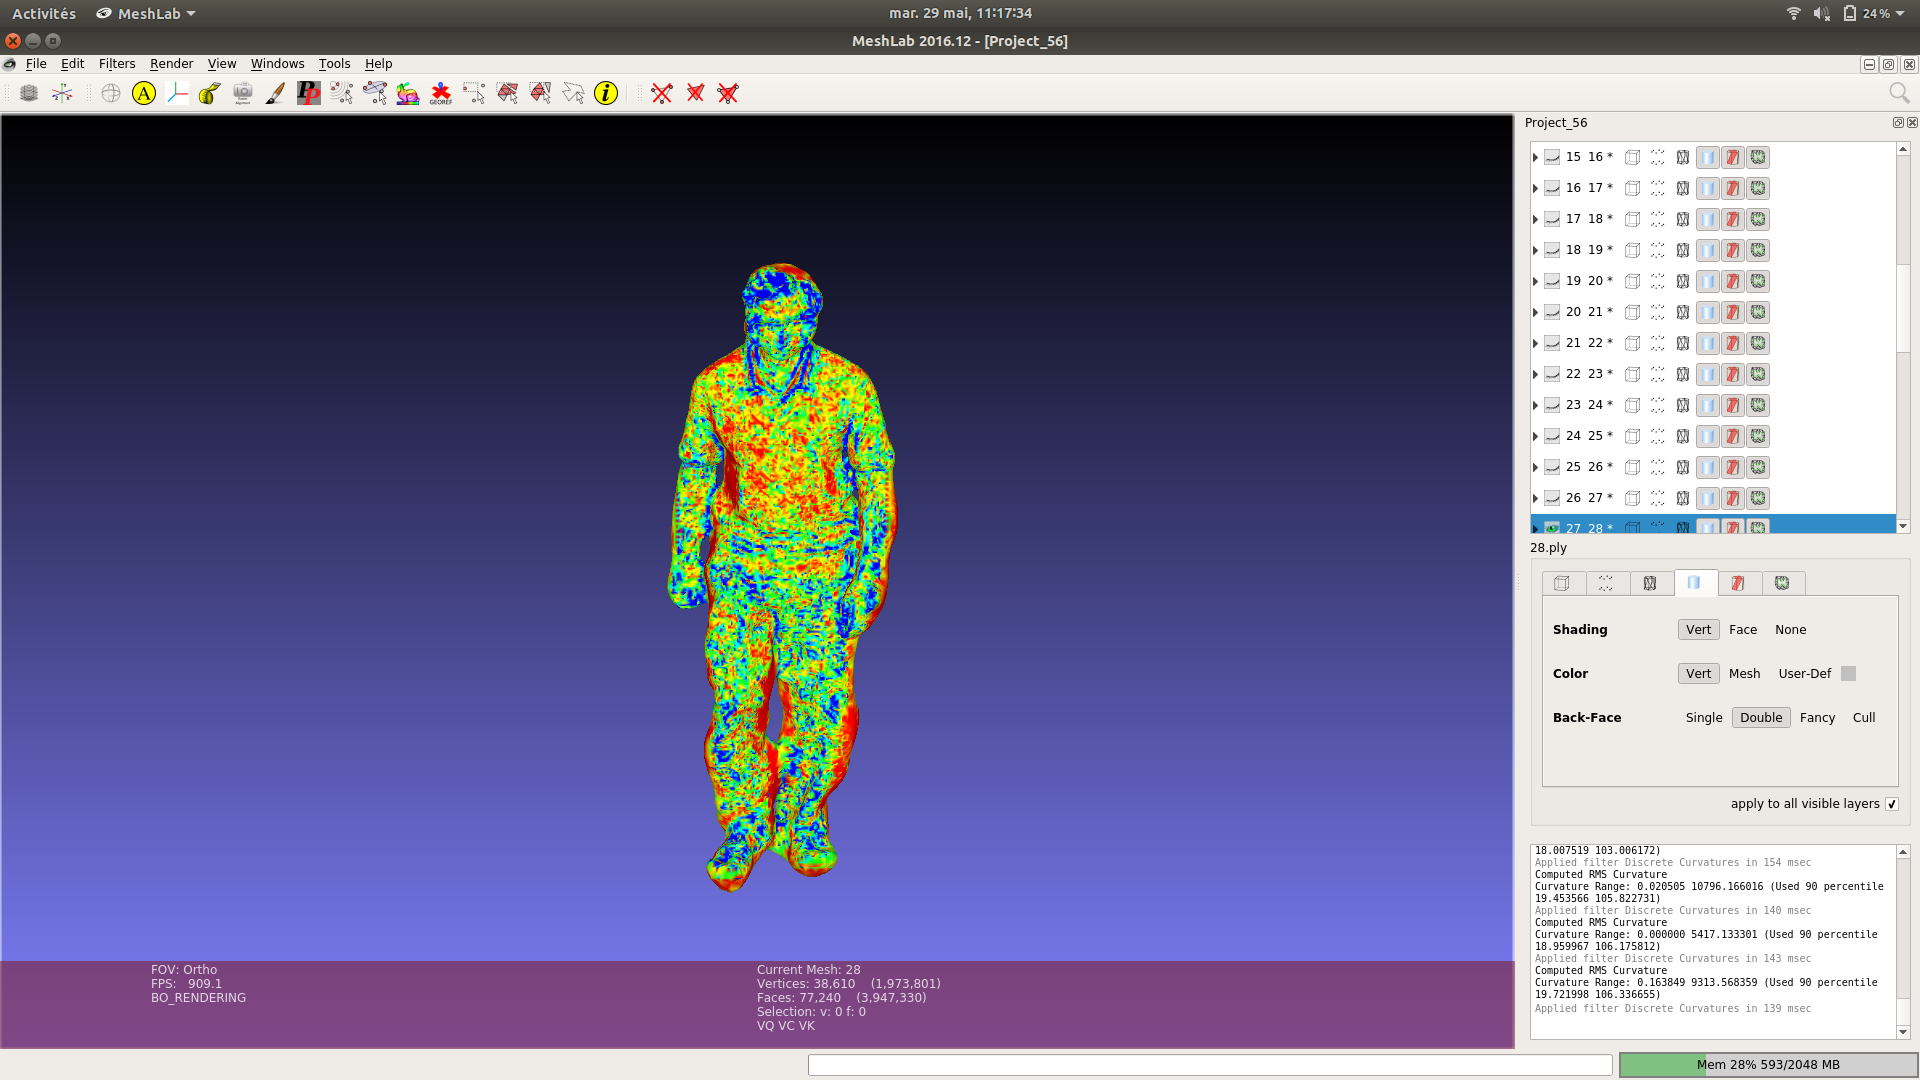 Activités MeshLab mar. 29 mai, 11:17:34 24 %
MeshLab 2016.12 - [Project_56]
File Edit Filters Render View Windows Tools Help
A PP GEOREF i
Project_56
15 16 *
16 17 *
17 18 *
18 19 *
19 20 *
20 21 *
21 22 *
22 23 *
23 24 *
24 25 *
25 26 *
26 27 *
27 28 *
28.ply
Shading Vert Face None
Color Vert Mesh User-Def
Back-Face Single Double Fancy Cull
apply to all visible layers
18.007519 103.006172)
Applied filter Discrete Curvatures in 154 msec
Computed RMS Curvature
Curvature Range: 0.020505 10796.166016 (Used 90 percentile
19.453566 105.822731)
Applied filter Discrete Curvatures in 140 msec
Computed RMS Curvature
Curvature Range: 0.000000 5417.133301 (Used 90 percentile
18.959967 106.175812)
Applied filter Discrete Curvatures in 143 msec
Computed RMS Curvature
Curvature Range: 0.163849 9313.568359 (Used 90 percentile
19.721998 106.336655)
Applied filter Discrete Curvatures in 139 msec
FOV: Ortho
FPS: 909.1
BO_RENDERING
Current Mesh: 28
Vertices: 38,610 (1,973,801)
Faces: 77,240 (3,947,330)
Selection: v: 0 f: 0
VQ VC VK
Mem 28% 593/2048 MB